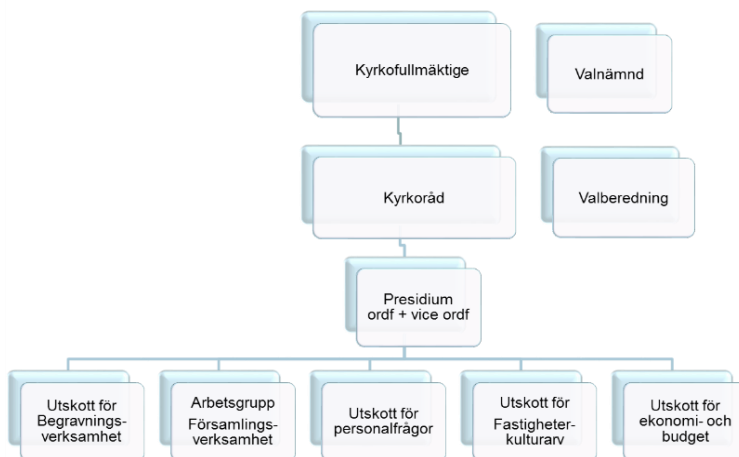 Kyrkofullmäktige
Valnämnd
Kyrkoråd
Valberedning
Presidium
ordf + vice ordf
Utskott för
Begravnings-
verksamhet
Arbetsgrupp
Församlings-
verksamhet
Utskott för
personalfrågor
Utskott för
Fastigheter-
kulturarv
Utskott för
ekonomi- och
budget